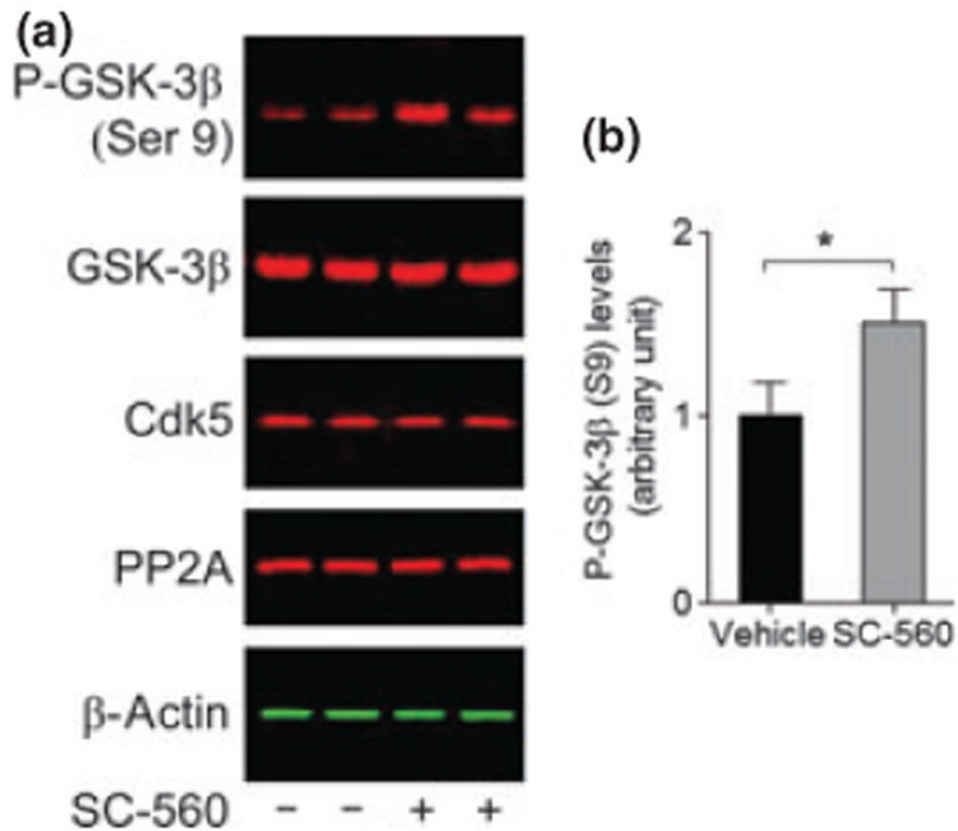 (a)
P-GSK-3β
(Ser 9)
GSK-3β
Cdk5
PP2A
β-Actin
SC-560 − − + +
(b)
P-GSK-3β (S9) levels
(arbitrary unit)
2
1
0
*
Vehicle SC-560